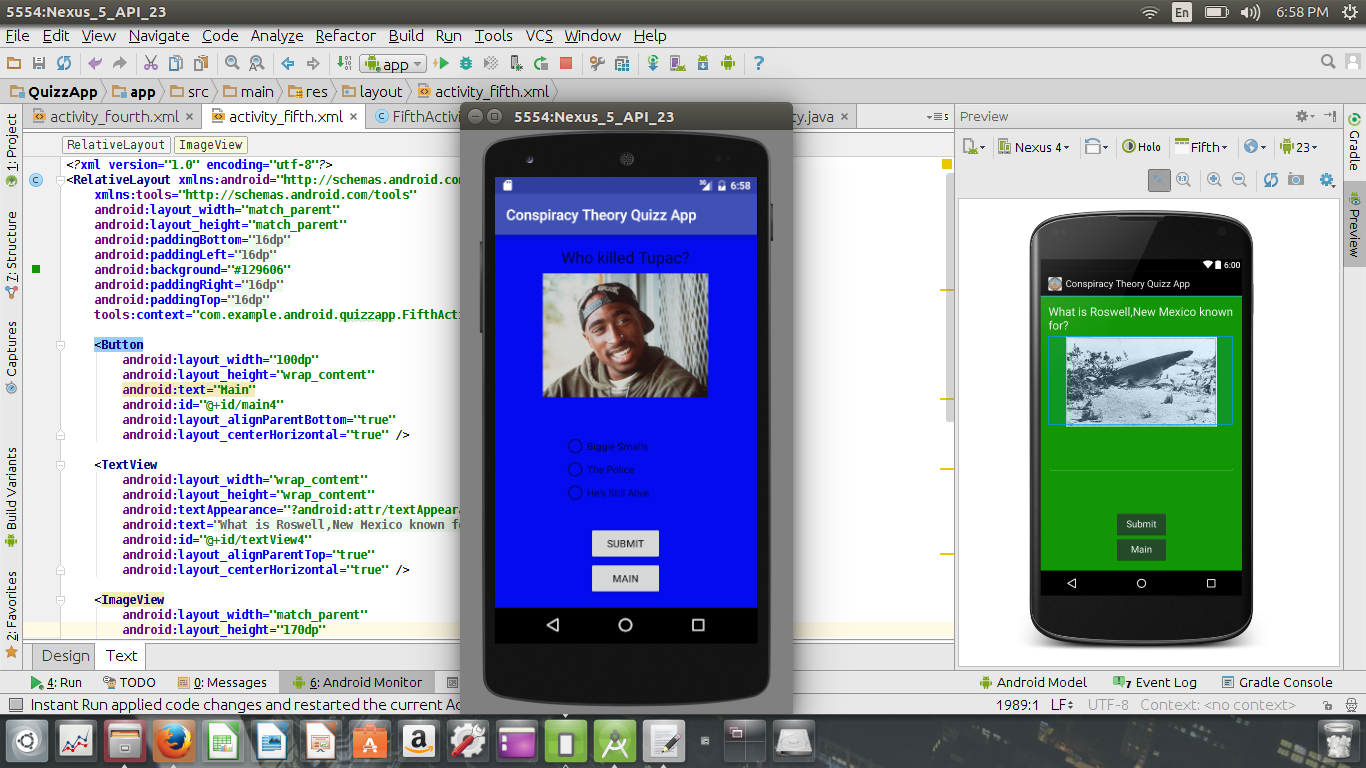 5554:Nexus_5_API_23
En
6:58 PM
File Edit View Navigate Code Analyze Refactor Build Run Tools VCS Window Help
app
QuizzApp app src main res layout activity_fifth.xml
activity_fourth.xml activity_fifth.xml FifthActiv
5554:Nexus_5_API_23
y.java
5
RelativeLayout ImageView
<?xml version="1.0" encoding="utf-8"?>
<RelativeLayout xmlns:android="http://schemas.android.com
xmlns:tools="http://schemas.android.com/tools"
android:layout_width="match_parent"
android:layout_height="match_parent"
android:paddingBottom="16dp"
android:paddingLeft="16dp"
android:background="#129606"
android:paddingRight="16dp"
android:paddingTop="16dp"
tools:context="com.example.android.quizzapp.FifthActi
<Button
android:layout_width="100dp"
android:layout_height="wrap_content"
android:text="Main"
android:id="@+id/main4"
android:layout_alignParentBottom="true"
android:layout_centerHorizontal="true" />
<TextView
android:layout_width="wrap_content"
android:layout_height="wrap_content"
android:textAppearance="?android:attr/textAppeara
android:text="What is Roswell,New Mexico known fo
android:id="@+id/textView4"
android:layout_alignParentTop="true"
android:layout_centerHorizontal="true" />
<ImageView
android:layout_width="match_parent"
android:layout_height="170dp"
1: Project
7: Structure
Captures
Build Variants
2: Favorites
6:58
Conspiracy Theory Quizz App
Who killed Tupac?
Biggie Smalls
The Police
He's Still Alive
SUBMIT
MAIN
Preview
Nexus 4 Holo Fifth 23
1:1
6:00
Conspiracy Theory Quizz App
What is Roswell,New Mexico known
for?
Submit
Main
Gradle
Preview
Design Text
4: Run TODO 0: Messages 6: Android Monitor
Android Model 7 Event Log Gradle Console
Instant Run applied code changes and restarted the current Ac
1989:1 LF UTF-8 Context: <no context>